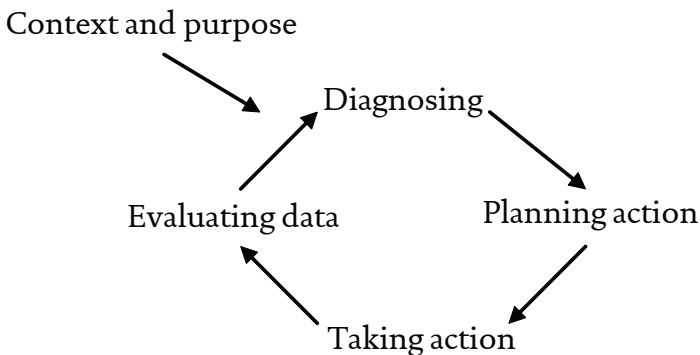 Context and purpose
Diagnosing
Evaluating data
Planning action
Taking action